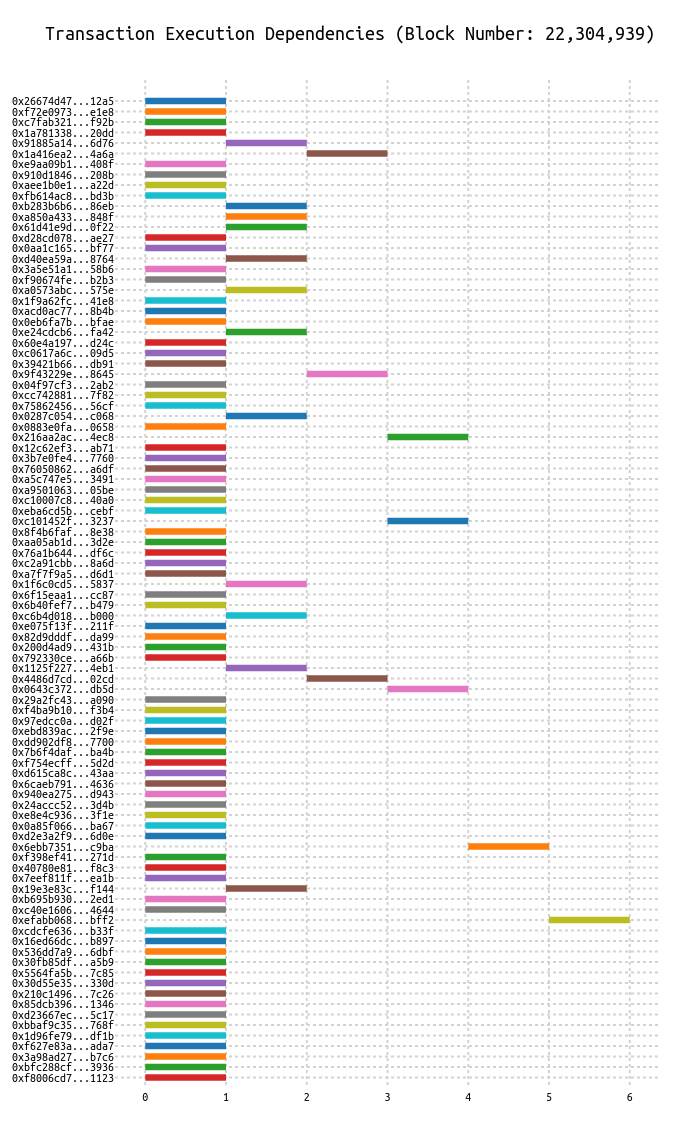 Transaction Execution Dependencies (Block Number: 22,304,939)
0x26674d47...12a5
0xf72e0973...e1e8
0xc7fab321...f92b
0x1a781338...20dd
0x91885a14...6d76
0x1a416ea2...4a6a
0xe9aa09b1...408f
0x910d1846...208b
0xaee1b0e1...a22d
0xfb614ac8...bd3b
0xb283b6b6...86eb
0xa850a433...848f
0x61d41e9d...0f22
0xd28cd078...ae27
0x0aa1c165...bf77
0xd40ea59a...8764
0x3a5e51a1...58b6
0xf90674fe...b2b3
0xa0573abc...575e
0x1f9a62fc...41e8
0xacd0ac77...8b4b
0x0eb6fa7b...bfae
0xe24cdcb6...fa42
0x60e4a197...d24c
0xc0617a6c...09d5
0x39421b66...db91
0x9f43229e...8645
0x04f97cf3...2ab2
0xcc742881...7f82
0x75862456...56cf
0x0287c054...c068
0x0883e0fa...0658
0x216aa2ac...4ec8
0x12c62ef3...ab71
0x3b7e0fe4...7760
0x76050862...a6df
0xa5c747e5...3491
0xa9501063...05be
0xc10007c8...40a0
0xeba6cd5b...cebf
0xc101452f...3237
0x8f4b6faf...8e38
0xaa05ab1d...3d2e
0x76a1b644...df6c
0xc2a91cbb...8a6d
0xa7f7f9a5...d6d1
0x1f6c0cd5...5837
0x6f15eaa1...cc87
0x6b40fef7...b479
0xc6b4d018...b000
0xe075f13f...211f
0x82d9dddf...da99
0x200d4ad9...431b
0x792330ce...a66b
0x1125f227...4eb1
0x4486d7cd...02cd
0x0643c372...db5d
0x29a2fc43...a090
0xf4ba9b10...f3b4
0x97edcc0a...d02f
0xebd839ac...2f9e
0xdd902df8...7700
0x7b6f4daf...ba4b
0xf754ecff...5d2d
0xd615ca8c...43aa
0x6caeb791...4636
0x940ea275...d943
0x24accc52...3d4b
0xe8e4c936...3f1e
0x0a85f066...ba67
0xd2e3a2f9...6d0e
0x6ebb7351...c9ba
0xf398ef41...271d
0x40780e81...f8c3
0x7eef811f...ea1b
0x19e3e83c...f144
0xb695b930...2ed1
0xc40e1606...4644
0xefabb068...bff2
0xcdcfe636...b33f
0x16ed66dc...b897
0x536dd7a9...6dbf
0x30fb85df...a5b9
0x5564fa5b...7c85
0x30d55e35...330d
0x210c1496...7c26
0x85dcb396...1346
0xd23667ec...5c17
0xbbaf9c35...768f
0x1d96fe79...df1b
0xf627e83a...ada7
0x3a98ad27...b7c6
0xbfc288cf...3936
0xf8006cd7...1123
0 1 2 3 4 5 6